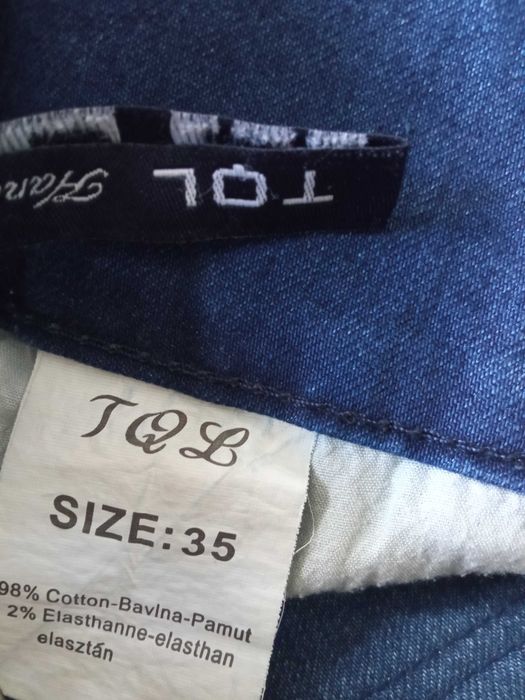 TQL
TQL
SIZE:35
98% Cotton-Bavlna-Pamut
2% Elasthanne-elasthan
elasztán